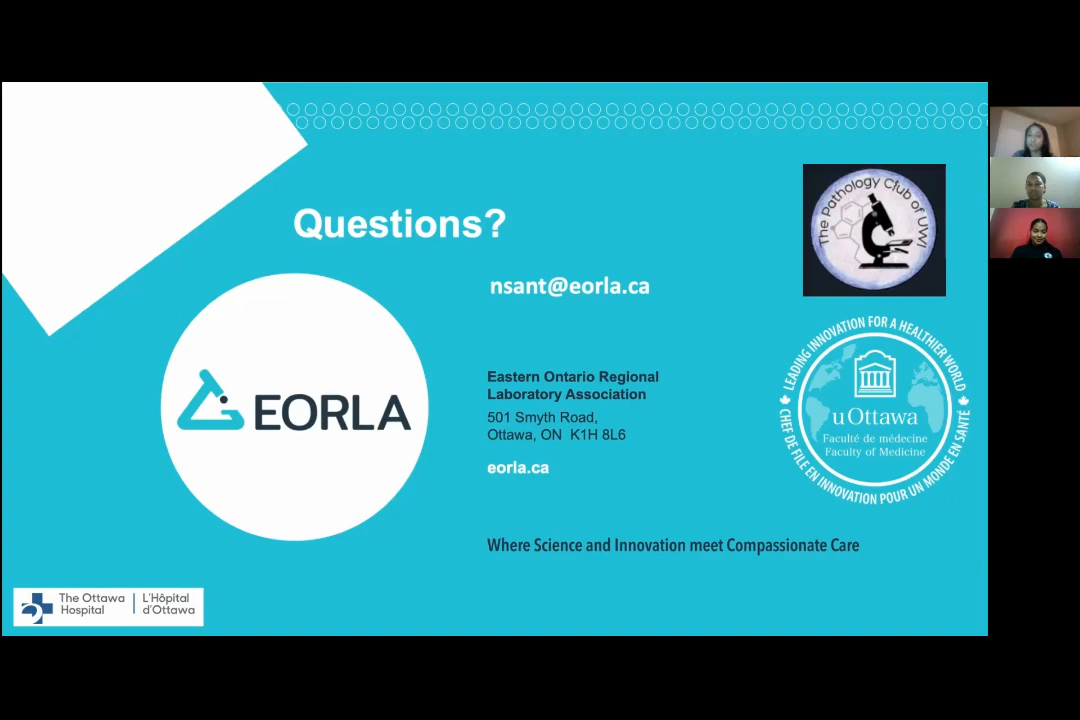 The Pathology Club of UWI
Questions?
nsant@eorla.ca
EORLA
Eastern Ontario Regional
Laboratory Association
501 Smyth Road,
Ottawa, ON K1H 8L6
eorla.ca
LEADING INNOVATION FOR A HEALTHIER WORLD
uOttawa
Faculté de médecine
Faculty of Medicine
CHEF DE FILE EN INNOVATION POUR UN MONDE EN SANTÉ
Where Science and Innovation meet Compassionate Care
The Ottawa
Hospital
L'Hôpital
d'Ottawa